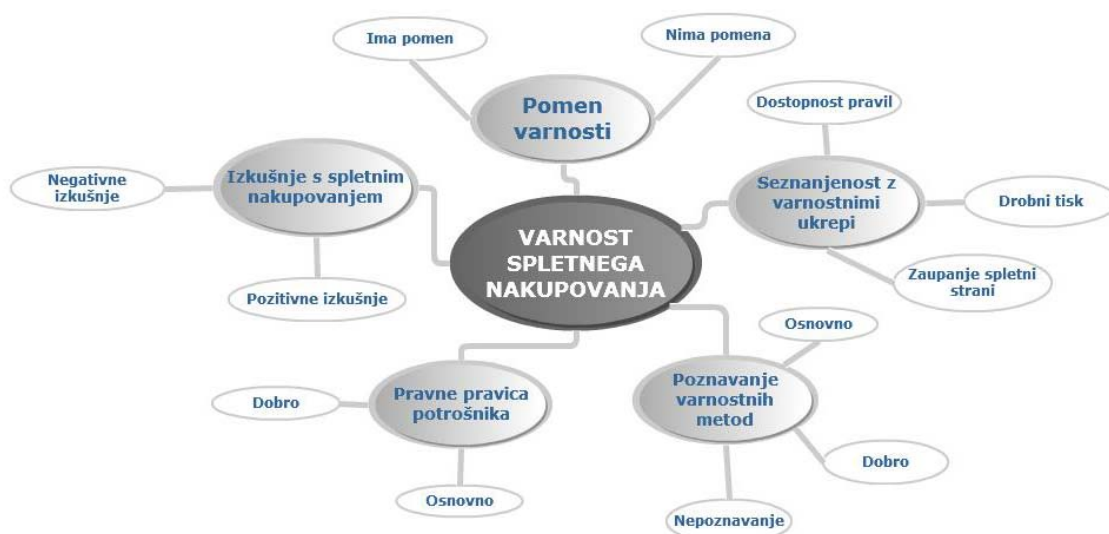 Ima pomen
Nima pomena
Pomen
varnosti
Dostopnost pravil
Izkušnje s spletnim
nakupovanjem
Negativne
izkušnje
Pozitivne izkušnje
Seznanjenost z
varnostnimi
ukrepi
Drobni tisk
Zaupanje spletni
strani
VARNOST
SPLETNEGA
NAKUPOVANJA
Osnovno
Poznavanje
varnostnih
metod
Dobro
Nepoznavanje
Pravne pravica
potrošnika
Dobro
Osnovno